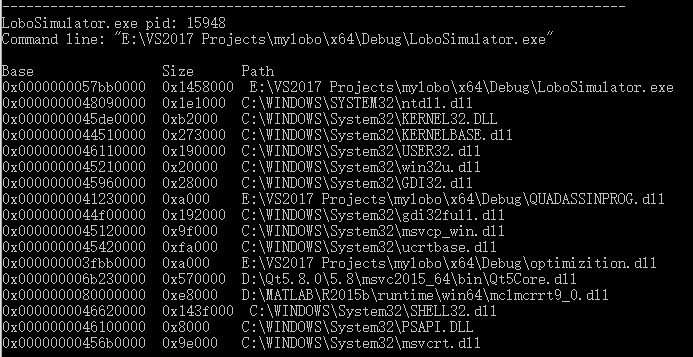 LoboSimulator.exe pid: 15948
Command line: "E:\VS2017 Projects\mylobo\x64\Debug\LoboSimulator.exe"
Base Size Path
0x0000000057bb0000 0x1458000 E:\VS2017 Projects\mylobo\x64\Debug\LoboSimulator.exe
0x0000000048090000 0x1e1000 C:\WINDOWS\SYSTEM32\ntdll.dll
0x0000000045de0000 0xb2000 C:\WINDOWS\System32\KERNEL32.DLL
0x0000000044510000 0x273000 C:\WINDOWS\System32\KERNELBASE.dll
0x0000000046110000 0x190000 C:\WINDOWS\System32\USER32.dll
0x0000000045210000 0x20000 C:\WINDOWS\System32\win32u.dll
0x0000000045960000 0x28000 C:\WINDOWS\System32\GDI32.dll
0x0000000041230000 0xa000 E:\VS2017 Projects\mylobo\x64\Debug\QUADASSINPROG.dll
0x0000000044f00000 0x192000 C:\WINDOWS\System32\gdi32full.dll
0x0000000045120000 0x9f000 C:\WINDOWS\System32\msvcp_win.dll
0x0000000045420000 0xfa000 C:\WINDOWS\System32\ucrtbase.dll
0x000000003fbb0000 0xa000 E:\VS2017 Projects\mylobo\x64\Debug\optimizition.dll
0x000000006b230000 0x570000 D:\Qt5.8.0\5.8\msvc2015_64\bin\Qt5Core.dll
0x0000000080000000 0xe8000 D:\MATLAB\R2015b\runtime\win64\mclmcrrt9_0.dll
0x0000000046620000 0x143f000 C:\WINDOWS\System32\SHELL32.dll
0x0000000046100000 0x8000 C:\WINDOWS\System32\PSAPI.DLL
0x00000000456b0000 0x9e000 C:\WINDOWS\System32\msvcrt.dll